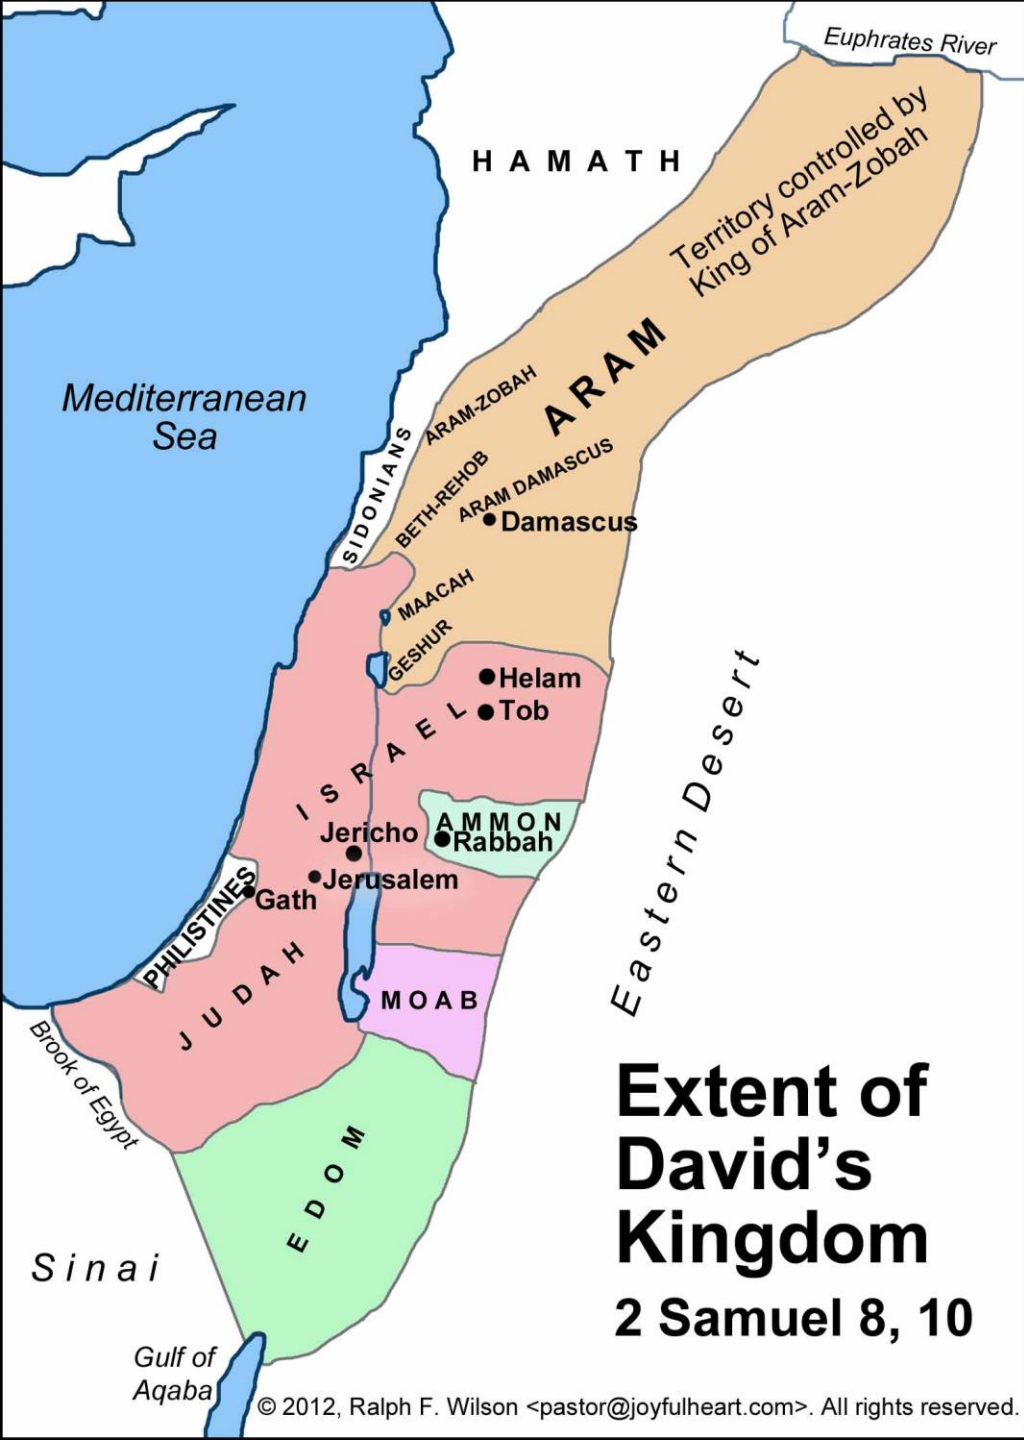 Euphrates River
HAMATH
Territory controlled by
King of Aram-Zobah
ARAM
Mediterranean
Sea
ARAM-ZOBAH
SIDONIANS
BETH-REHOB
ARAM DAMASCUS
Damascus
MAACAH
GESHUR
Helam
Tob
ISRAEL
Eastern Desert
AMMON
Rabbah
Jericho
Jerusalem
PHILISTINES
Gath
JUDAH
MOAB
Brook of Egypt
EDOM
Extent of
David’s
Kingdom
2 Samuel 8, 10
Sinai
Gulf of
Aqaba
© 2012, Ralph F. Wilson <pastor@joyfulheart.com>. All rights reserved.